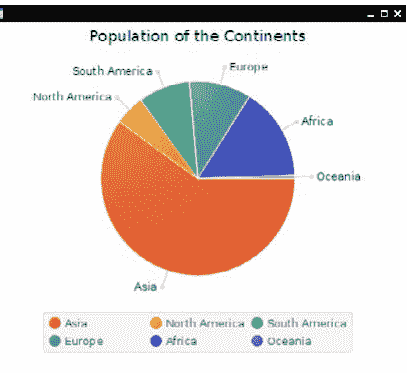 Population of the Continents
Europe
South America
North America
Africa
Oceania
Asia
Asia North America South America
Europe Africa Oceania